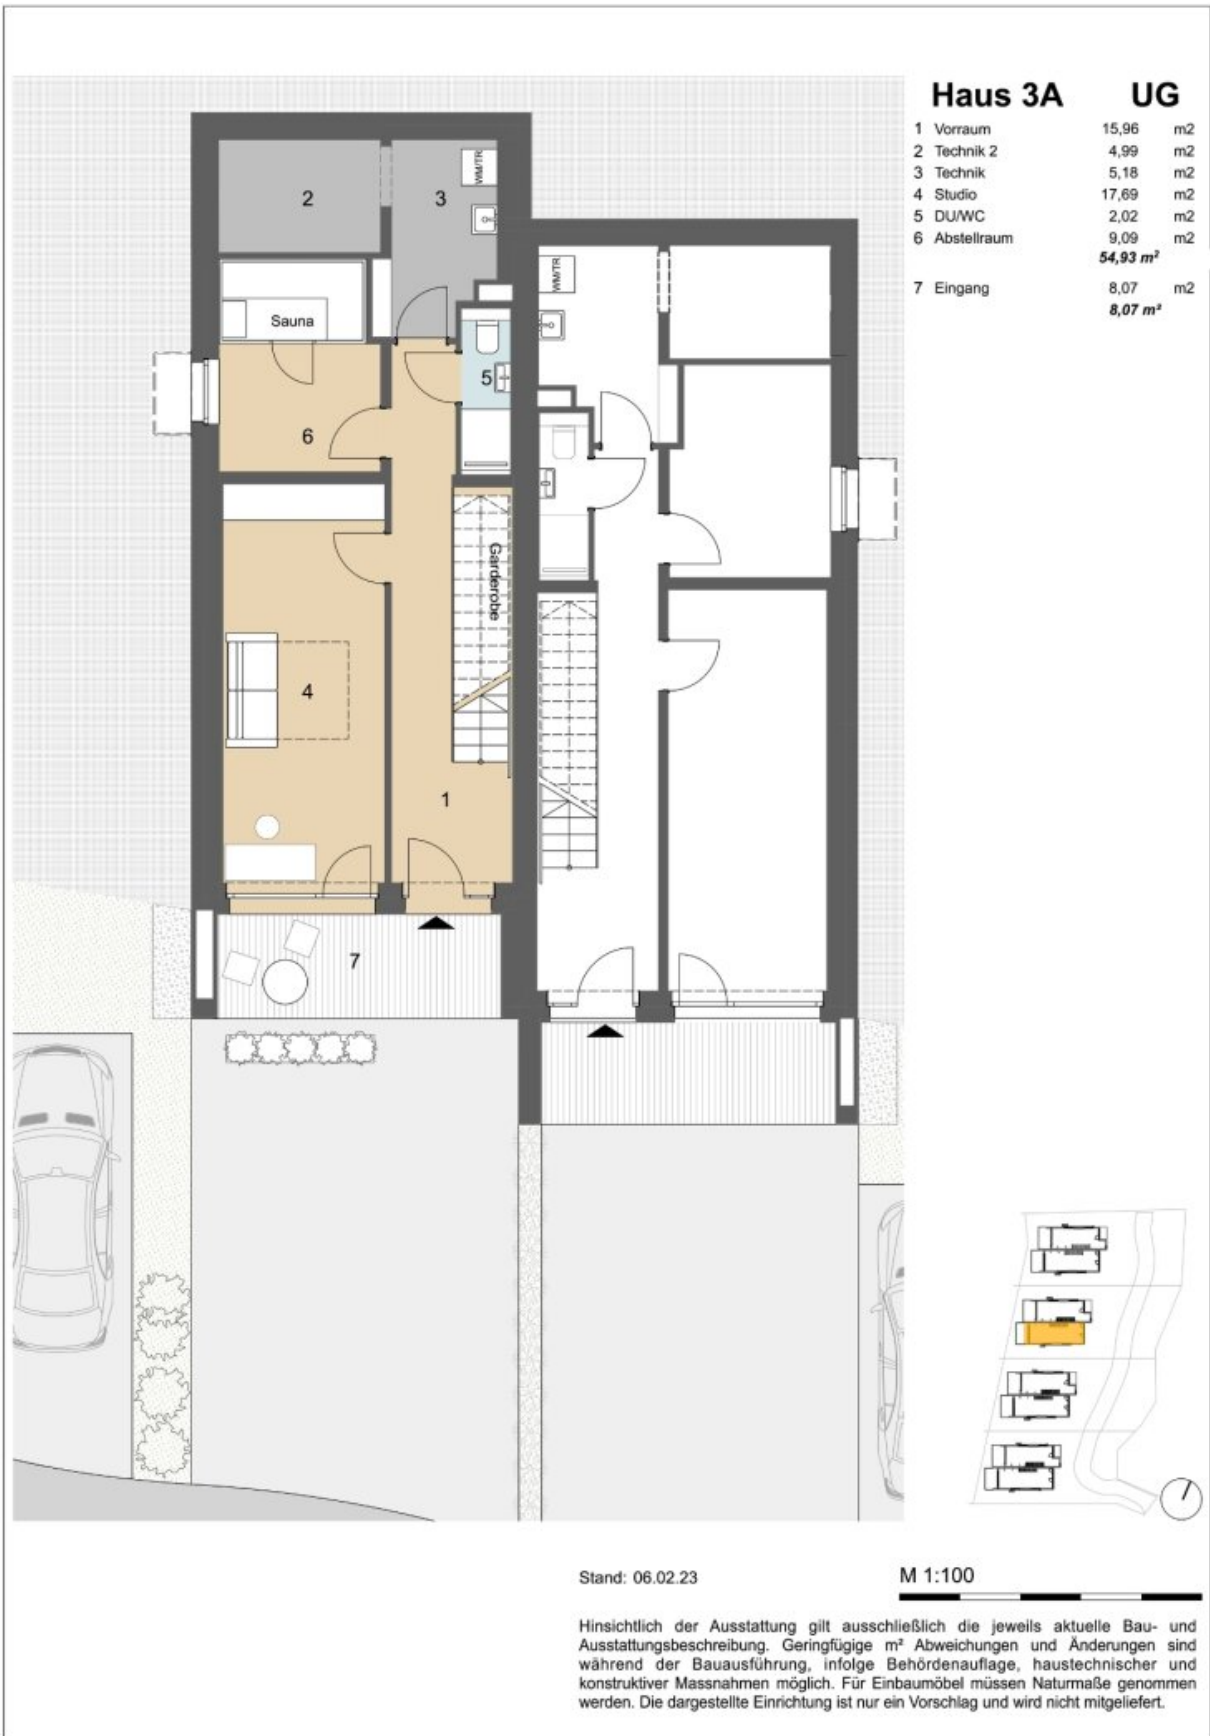 Haus 3A UG
1 Vorraum 15,96 m2
2 Technik 2 4,99 m2
3 Technik 5,18 m2
4 Studio 17,69 m2
5 DU/WC 2,02 m2
6 Abstellraum 9,09 m2
54,93 m²
7 Eingang 8,07 m2
8,07 m²
2
3
WM/TR
WM/TR
Sauna
5
6
Garderobe
4
1
7
Stand: 06.02.23
M 1:100
Hinsichtlich der Ausstattung gilt ausschließlich die jeweils aktuelle Bau- und
Ausstattungsbeschreibung. Geringfügige m² Abweichungen und Änderungen sind
während der Bauausführung, infolge Behördenauflage, haustechnischer und
konstruktiver Massnahmen möglich. Für Einbaumöbel müssen Naturmaße genommen
werden. Die dargestellte Einrichtung ist nur ein Vorschlag und wird nicht mitgeliefert.